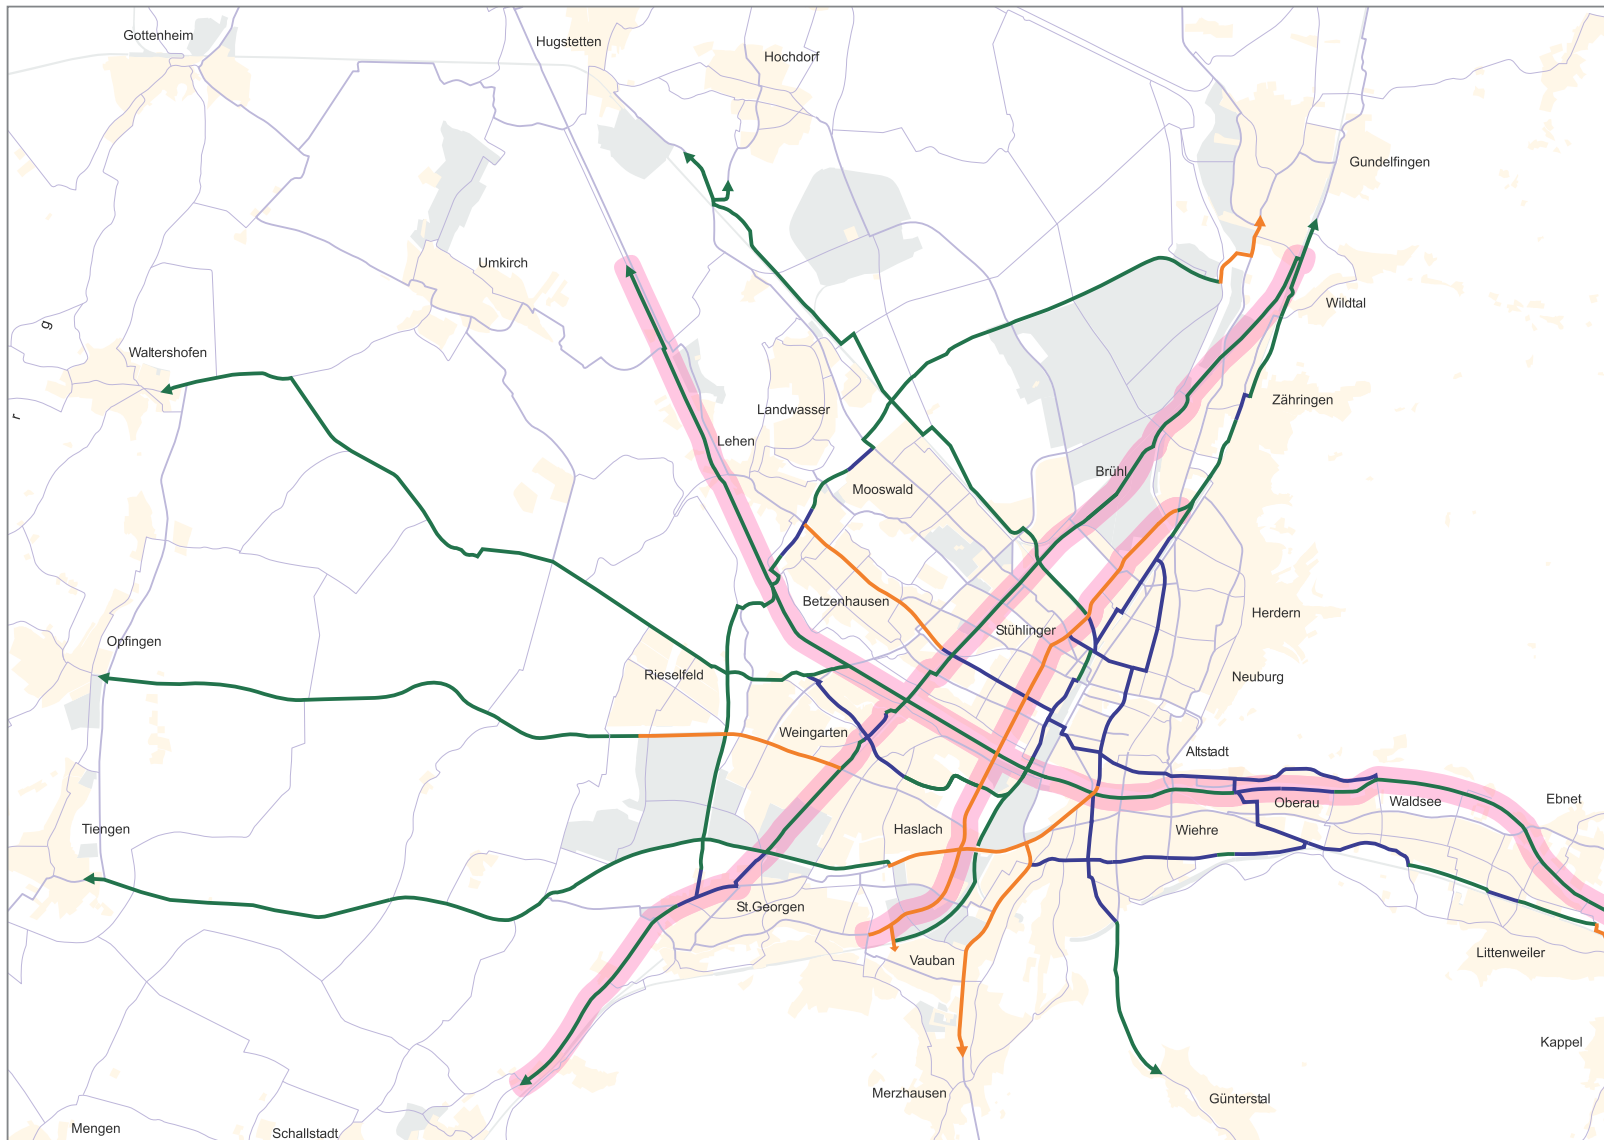 Gottenheim
Hugstetten
Hochdorf
Gundelfingen
Umkirch
Wildtal
g
Waltershofen
Zähringen
Landwasser
r
Lehen
Brühl
Mooswald
Betzenhausen
Herdern
Stühlinger
Opfingen
Rieselfeld
Neuburg
Weingarten
Altstadt
Ebnet
Oberau
Waldsee
Tiengen
Haslach
Wiehre
St.Georgen
Littenweiler
Vauban
Kappel
Merzhausen
Günterstal
Mengen
Schallstadt